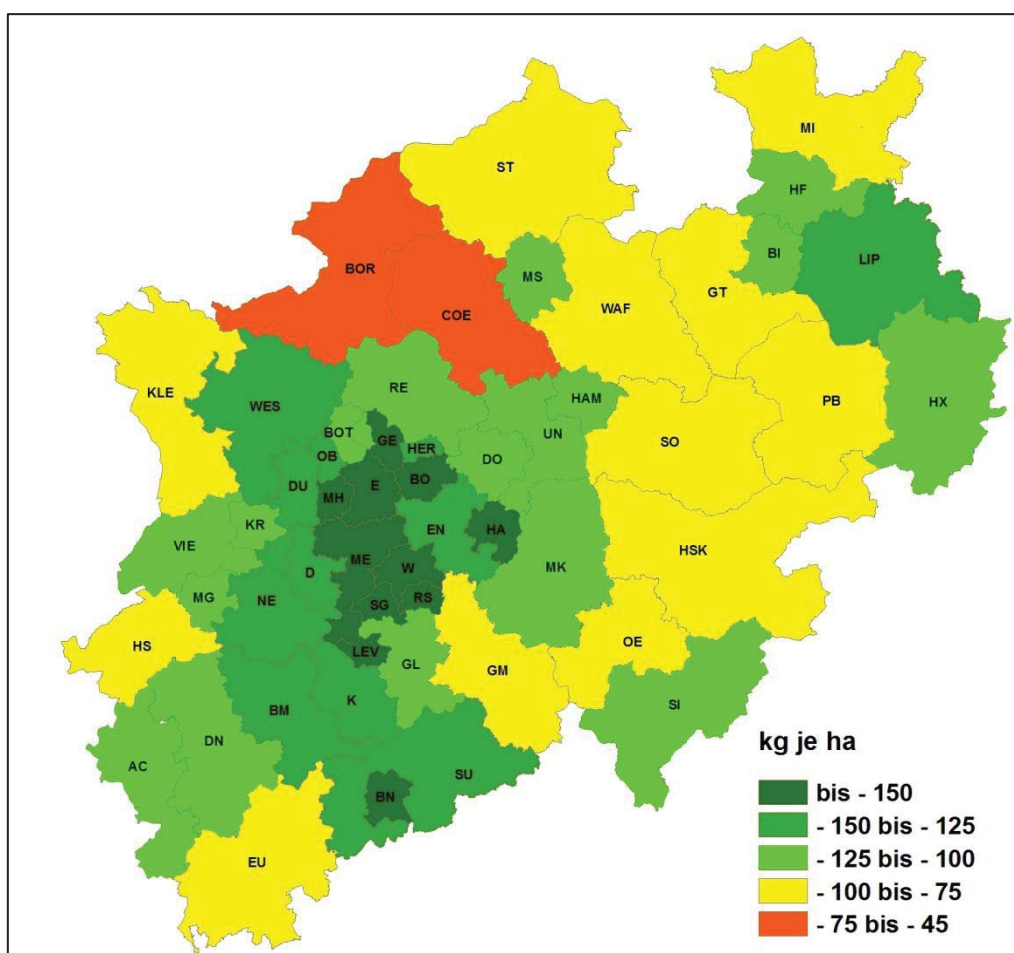 MI
ST
HF
BI
LIP
BOR
MS
GT
WAF
COE
KLE
RE
HAM
PB
HX
WES
BOT
GE
HER
UN
SO
OB
DO
DU
MH
E
BO
KR
EN
HA
VIE
HSK
ME
W
MK
D
MG
NE
SG
RS
HS
LEV
GL
OE
GM
K
BM
SI
DN
AC
SU
BN
EU
kg je ha
bis - 150
- 150 bis - 125
- 125 bis - 100
- 100 bis - 75
- 75 bis - 45